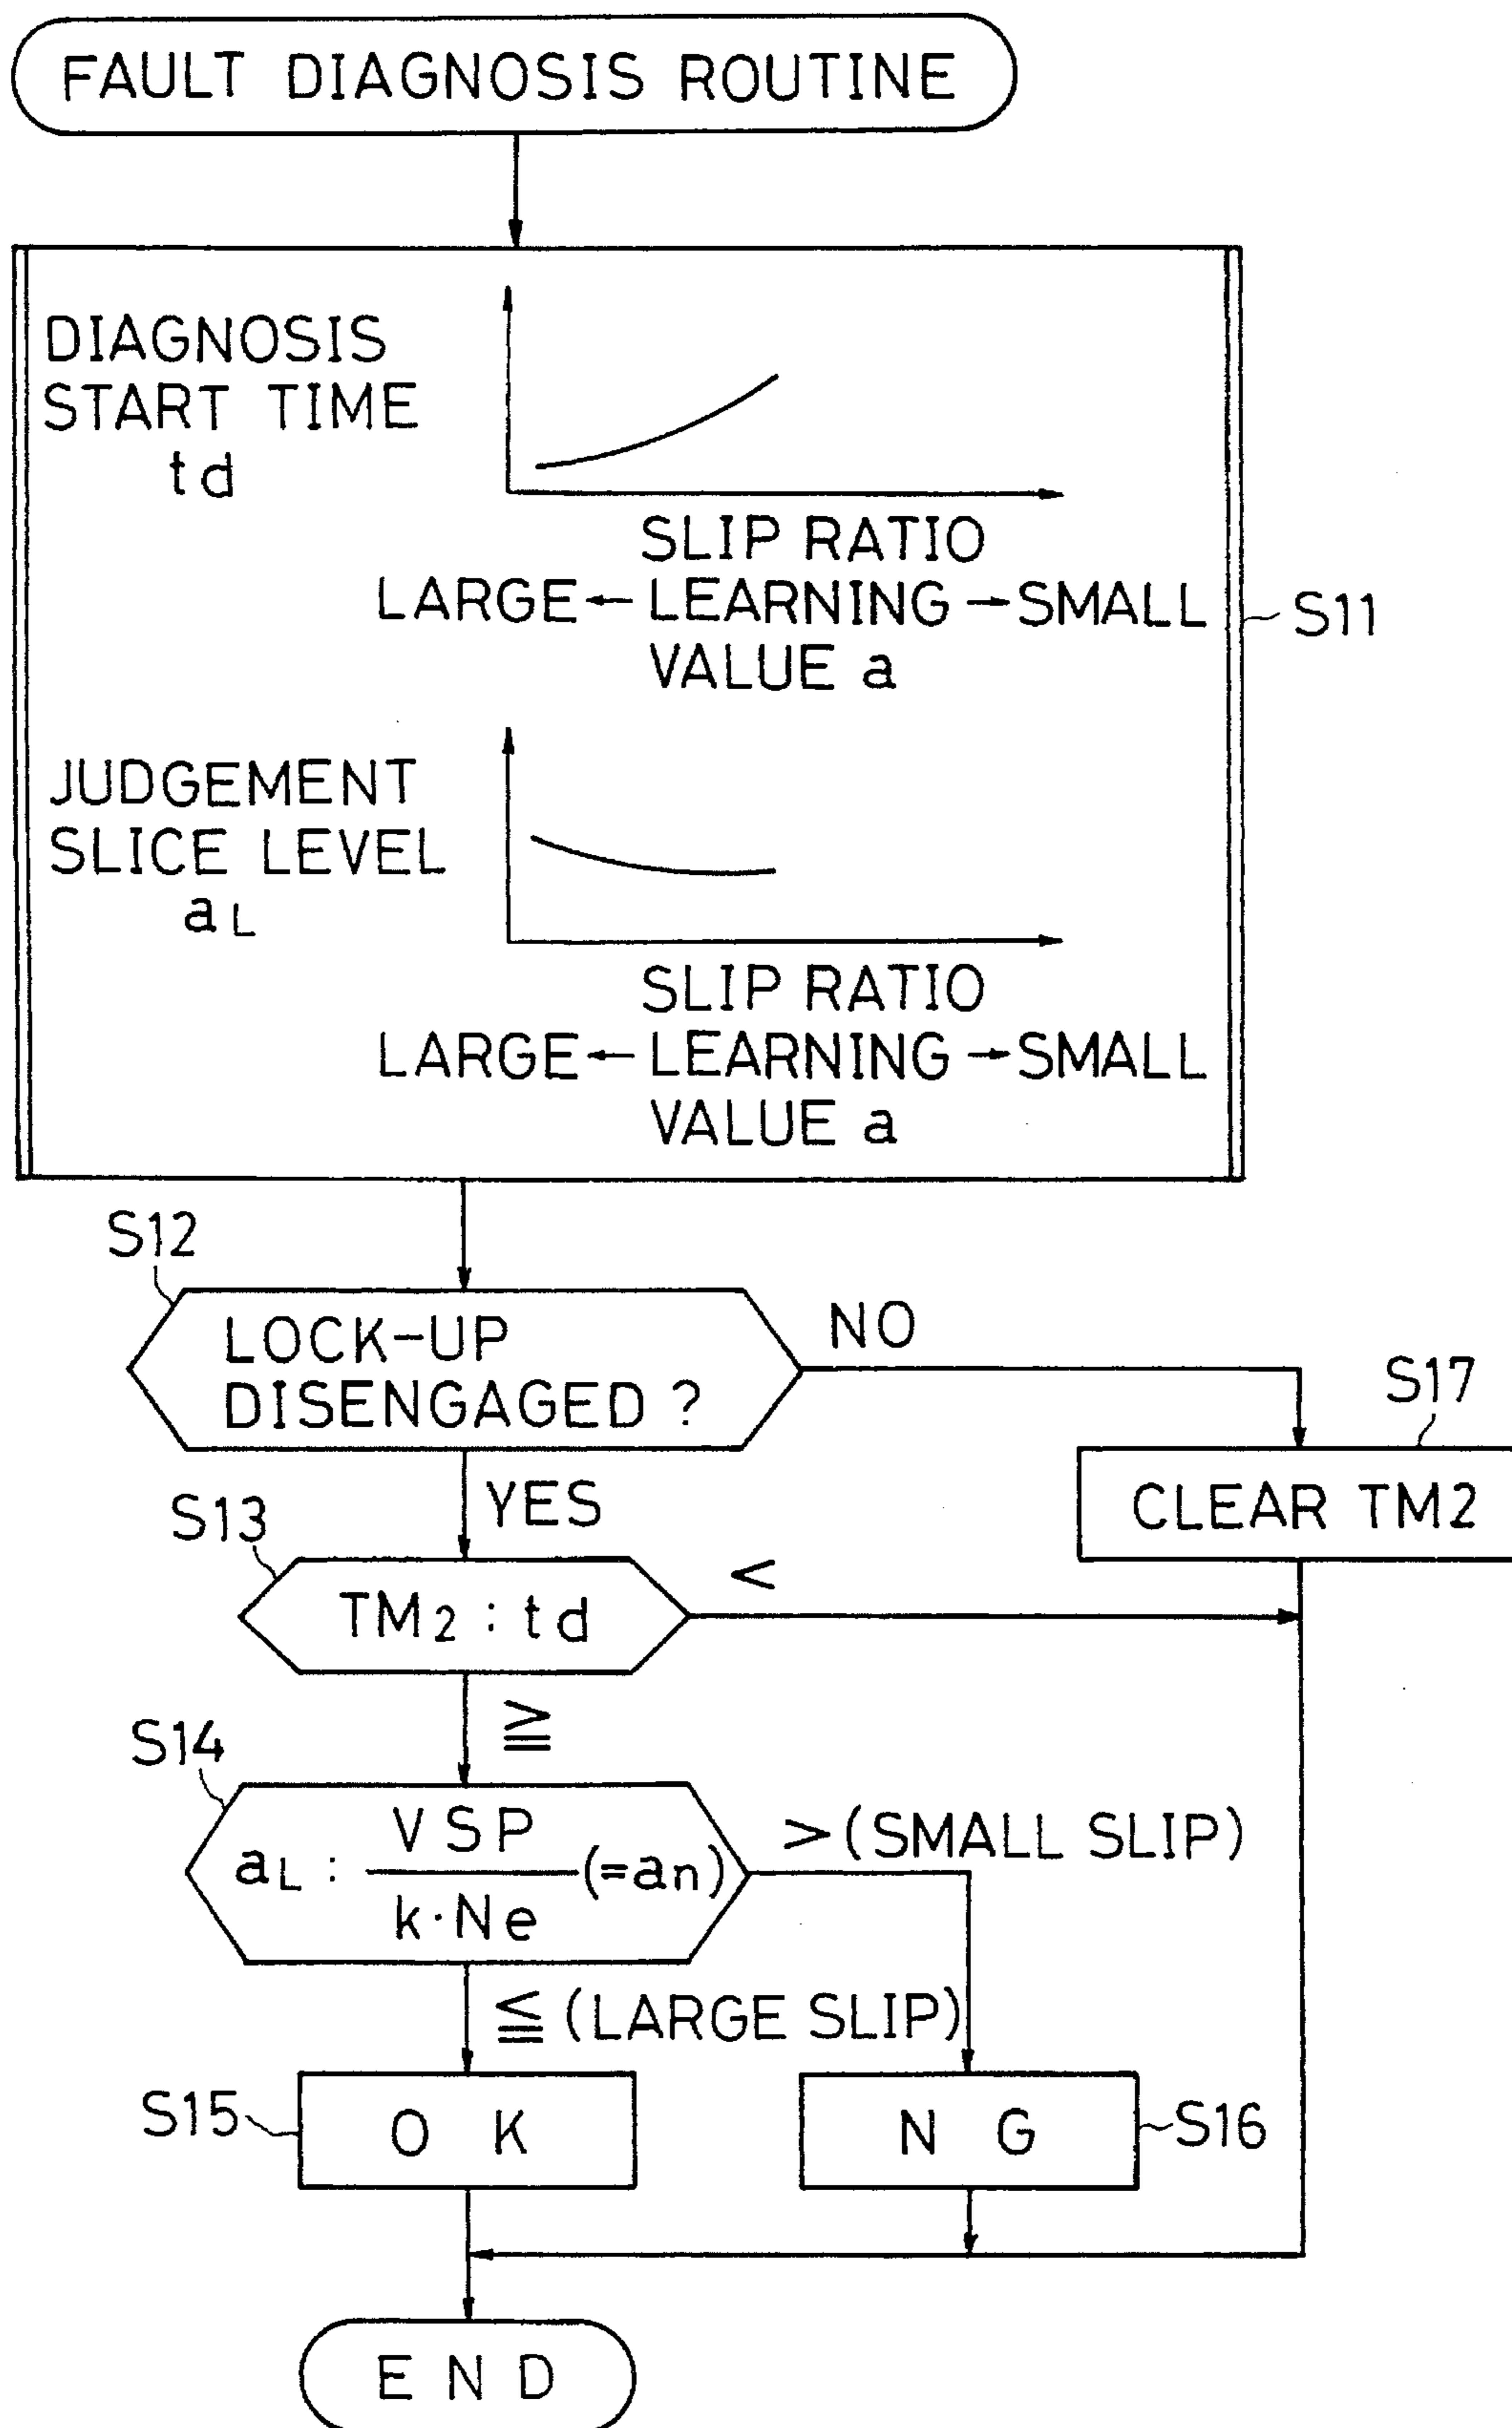 FAULT DIAGNOSIS ROUTINE
DIAGNOSIS
START TIME
td
SLIP RATIO
LARGE ← LEARNING → SMALL
VALUE a
S11
JUDGEMENT
SLICE LEVEL
aL
SLIP RATIO
LARGE ← LEARNING → SMALL
VALUE a
S12
LOCK-UP
DISENGAGED ?
NO
S17
CLEAR TM2
YES
S13
<
TM2 : td
≧
S14
aL : VSP / k·Ne (=an)
> (SMALL SLIP)
≦ (LARGE SLIP)
S15
O K
N G
S16
E N D